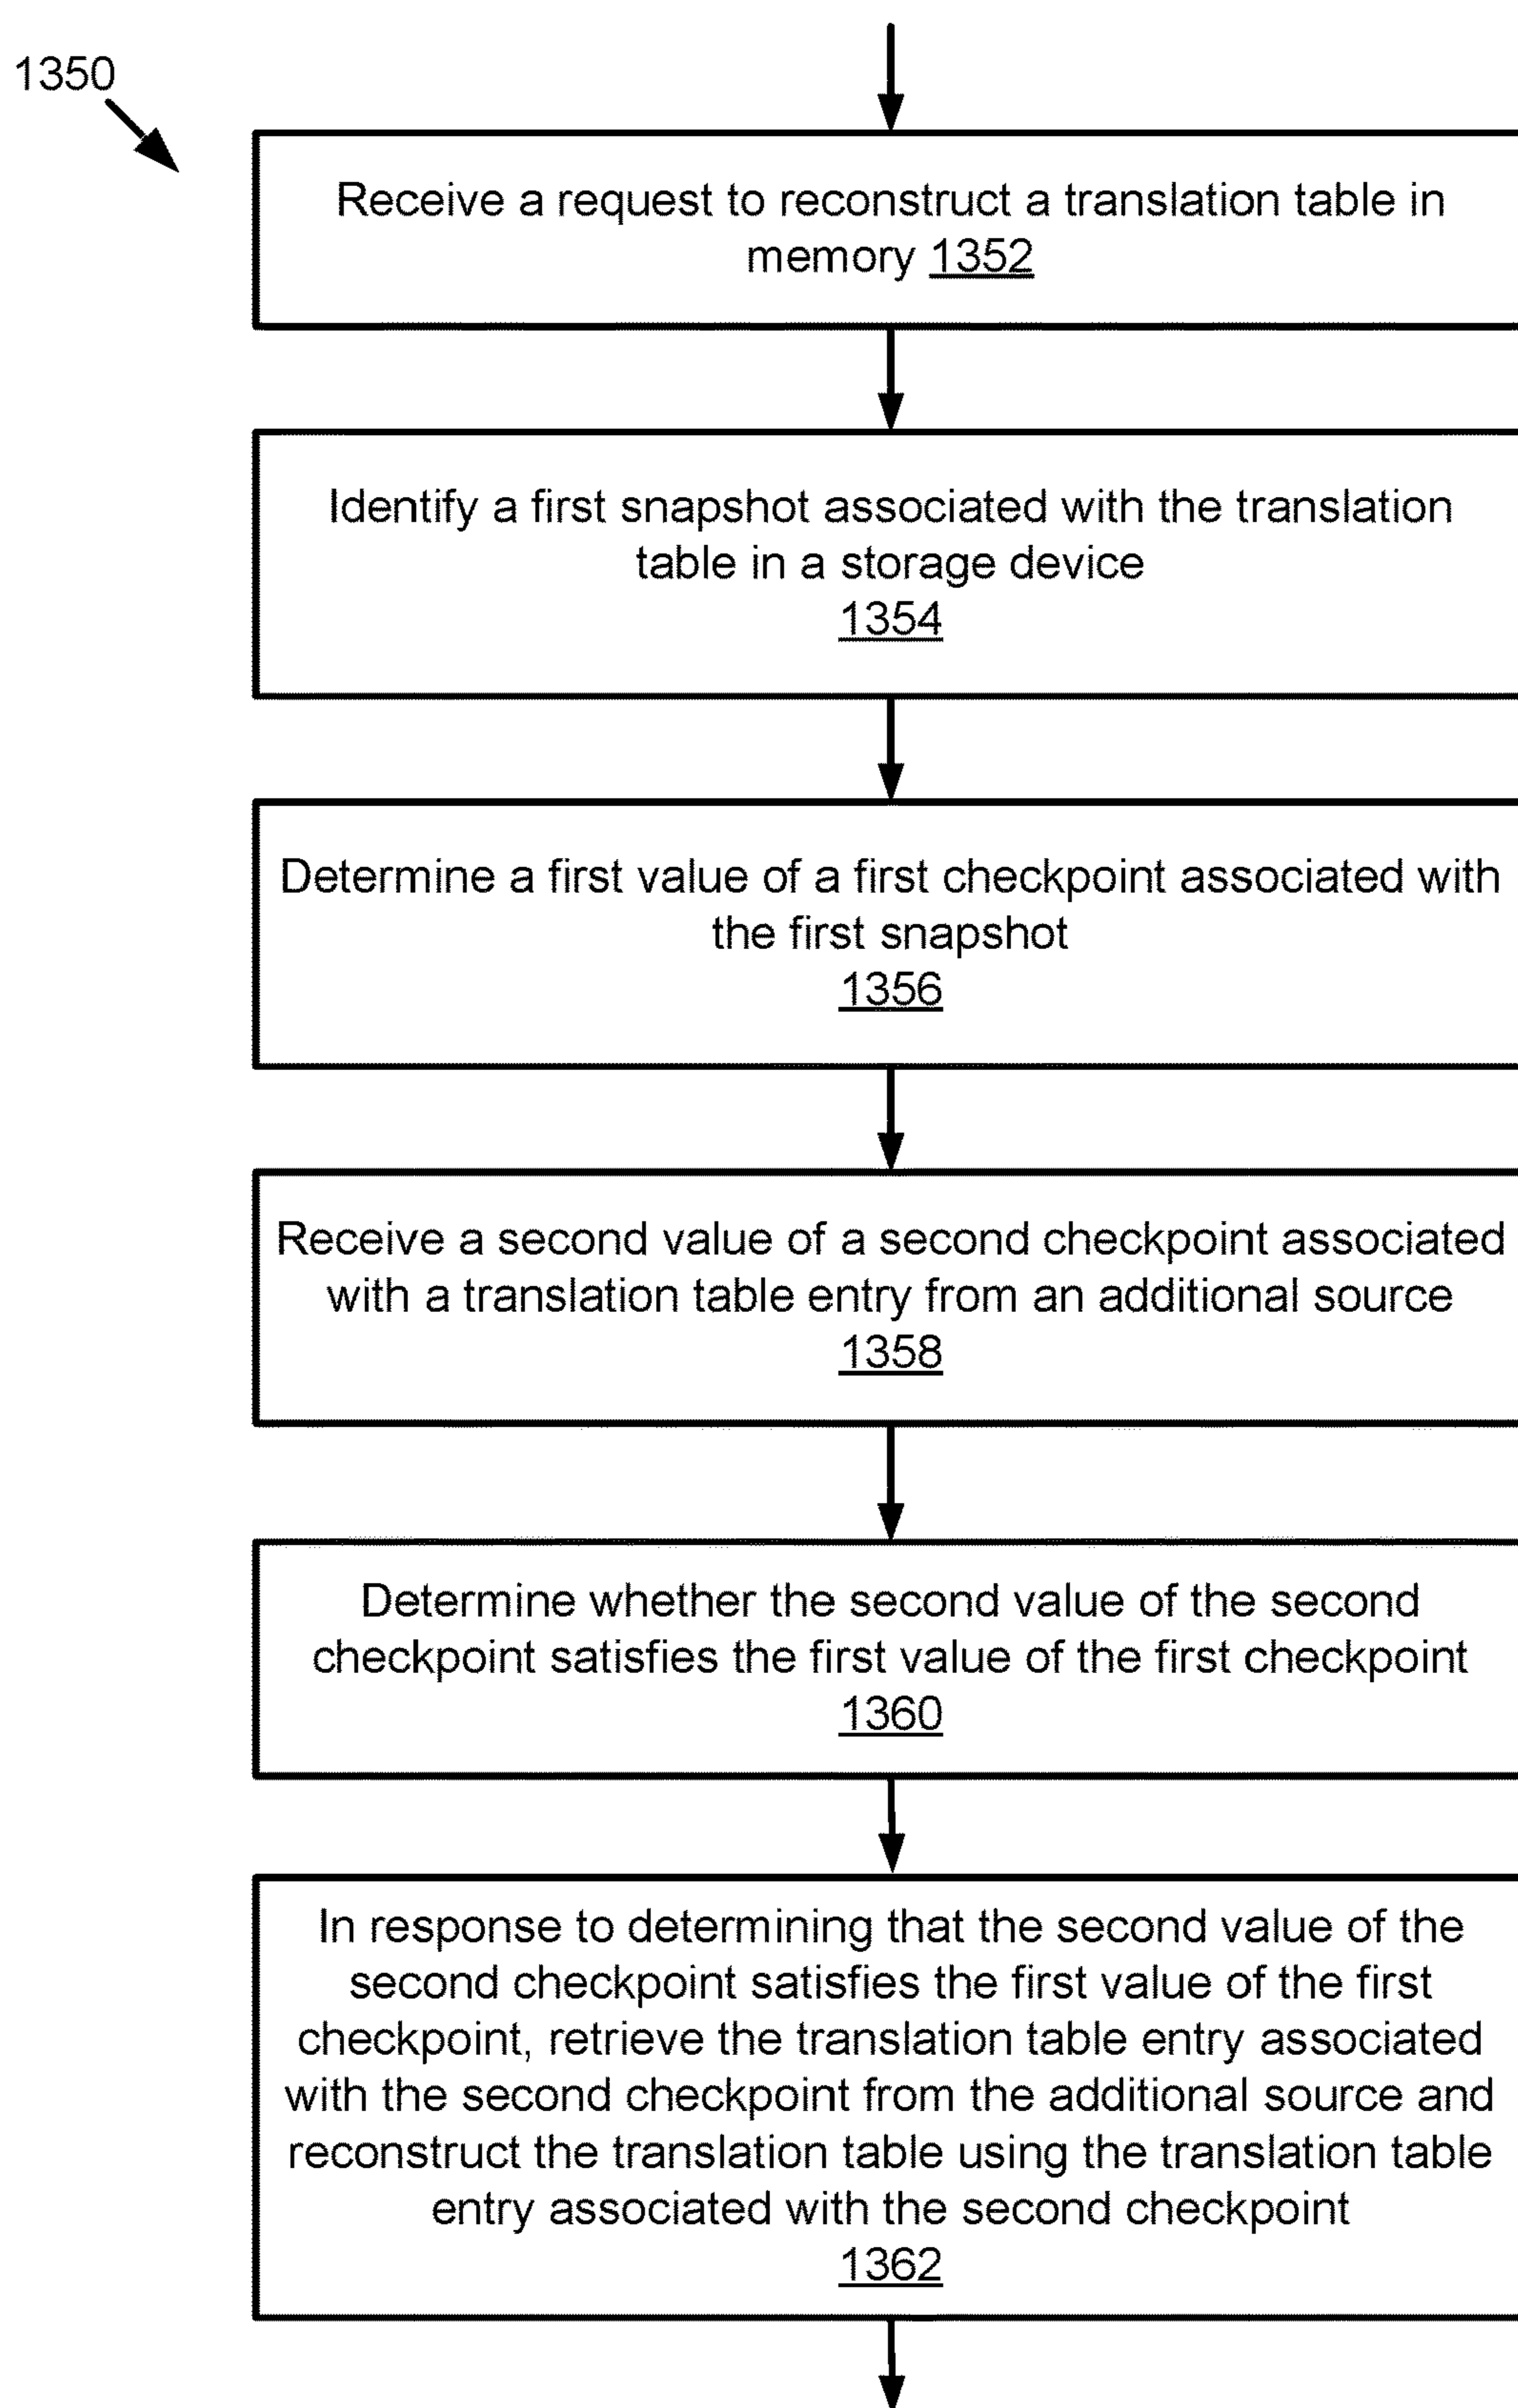 1350
Receive a request to reconstruct a translation table in
memory 1352
Identify a first snapshot associated with the translation
table in a storage device
1354
Determine a first value of a first checkpoint associated with
the first snapshot
1356
Receive a second value of a second checkpoint associated
with a translation table entry from an additional source
1358
Determine whether the second value of the second
checkpoint satisfies the first value of the first checkpoint
1360
In response to determining that the second value of the
second checkpoint satisfies the first value of the first
checkpoint, retrieve the translation table entry associated
with the second checkpoint from the additional source and
reconstruct the translation table using the translation table
entry associated with the second checkpoint
1362